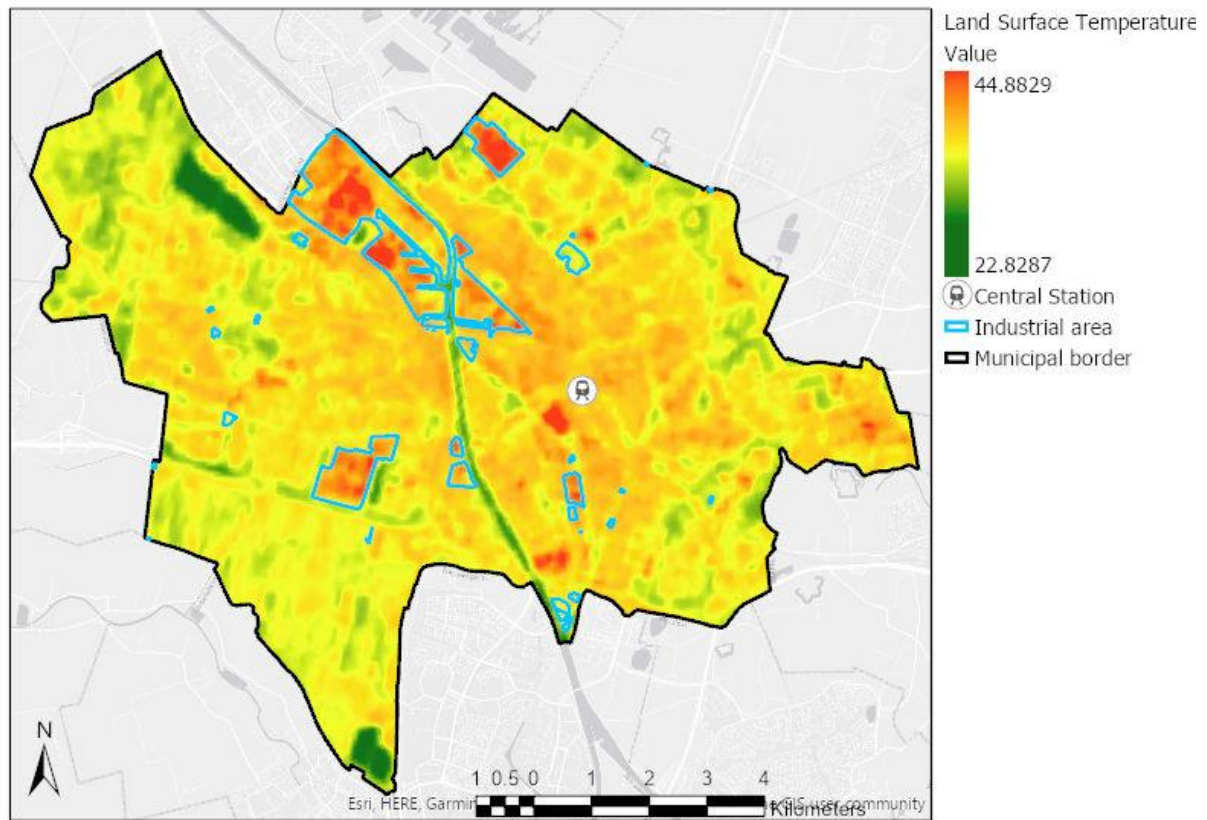 Land Surface Temperature
Value
44.8829
22.8287
Central Station
Industrial area
Municipal border
N
1 0.5 0 1 2 3 4
Kilometers
Esri, HERE, Garmin
GIS user community